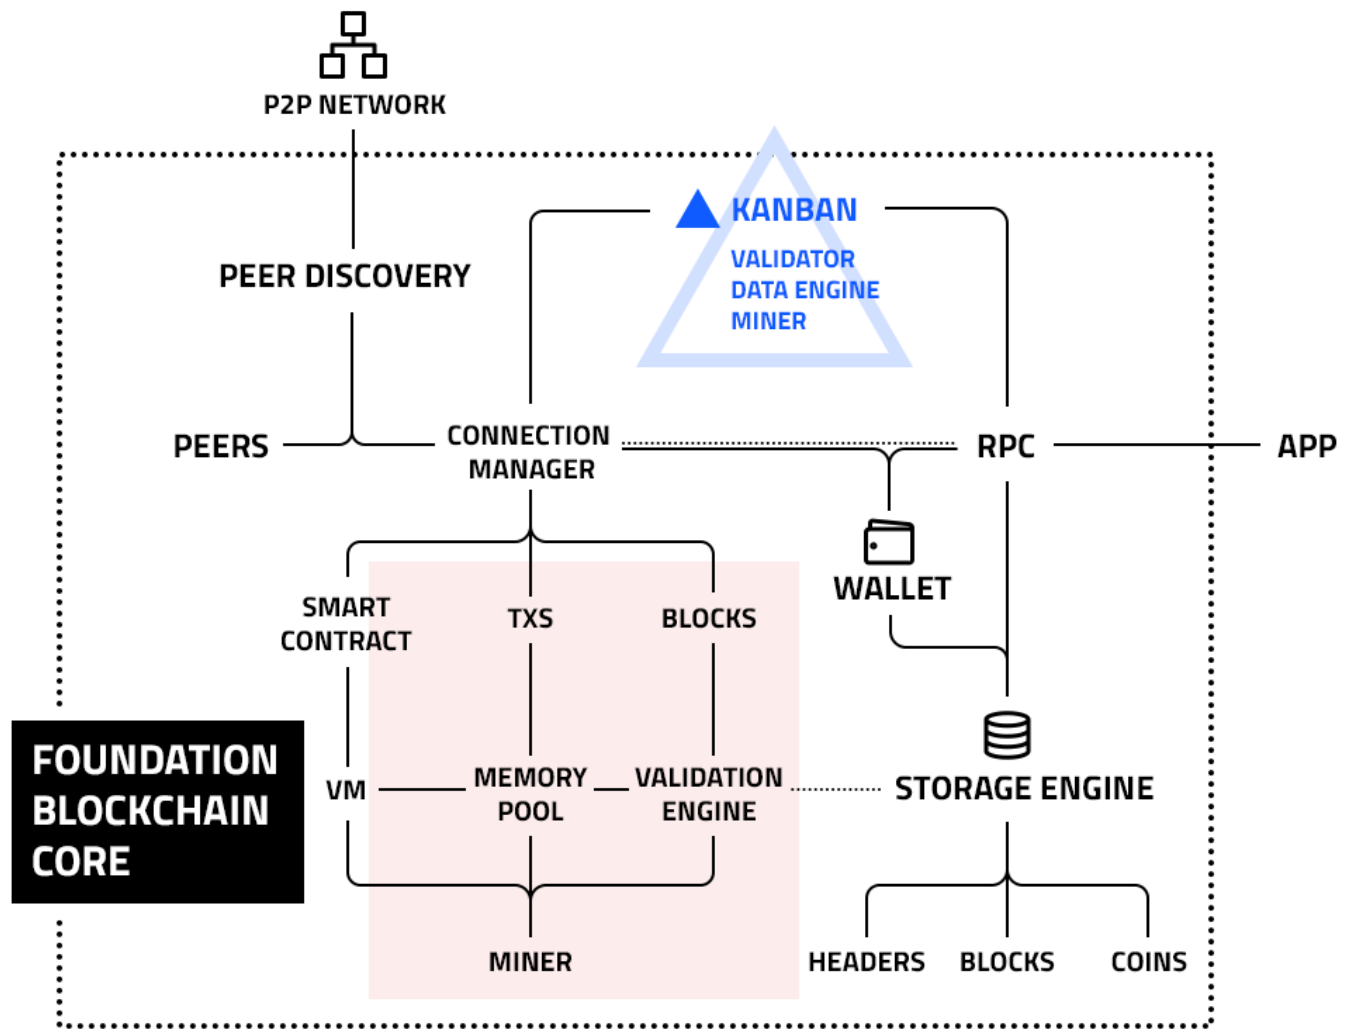 P2P NETWORK
KANBAN
VALIDATOR
DATA ENGINE
MINER
PEER DISCOVERY
PEERS
CONNECTION
MANAGER
RPC
APP
WALLET
SMART
CONTRACT
TXS
BLOCKS
FOUNDATION
BLOCKCHAIN
CORE
VM
MEMORY
POOL
VALIDATION
ENGINE
STORAGE ENGINE
MINER
HEADERS
BLOCKS
COINS